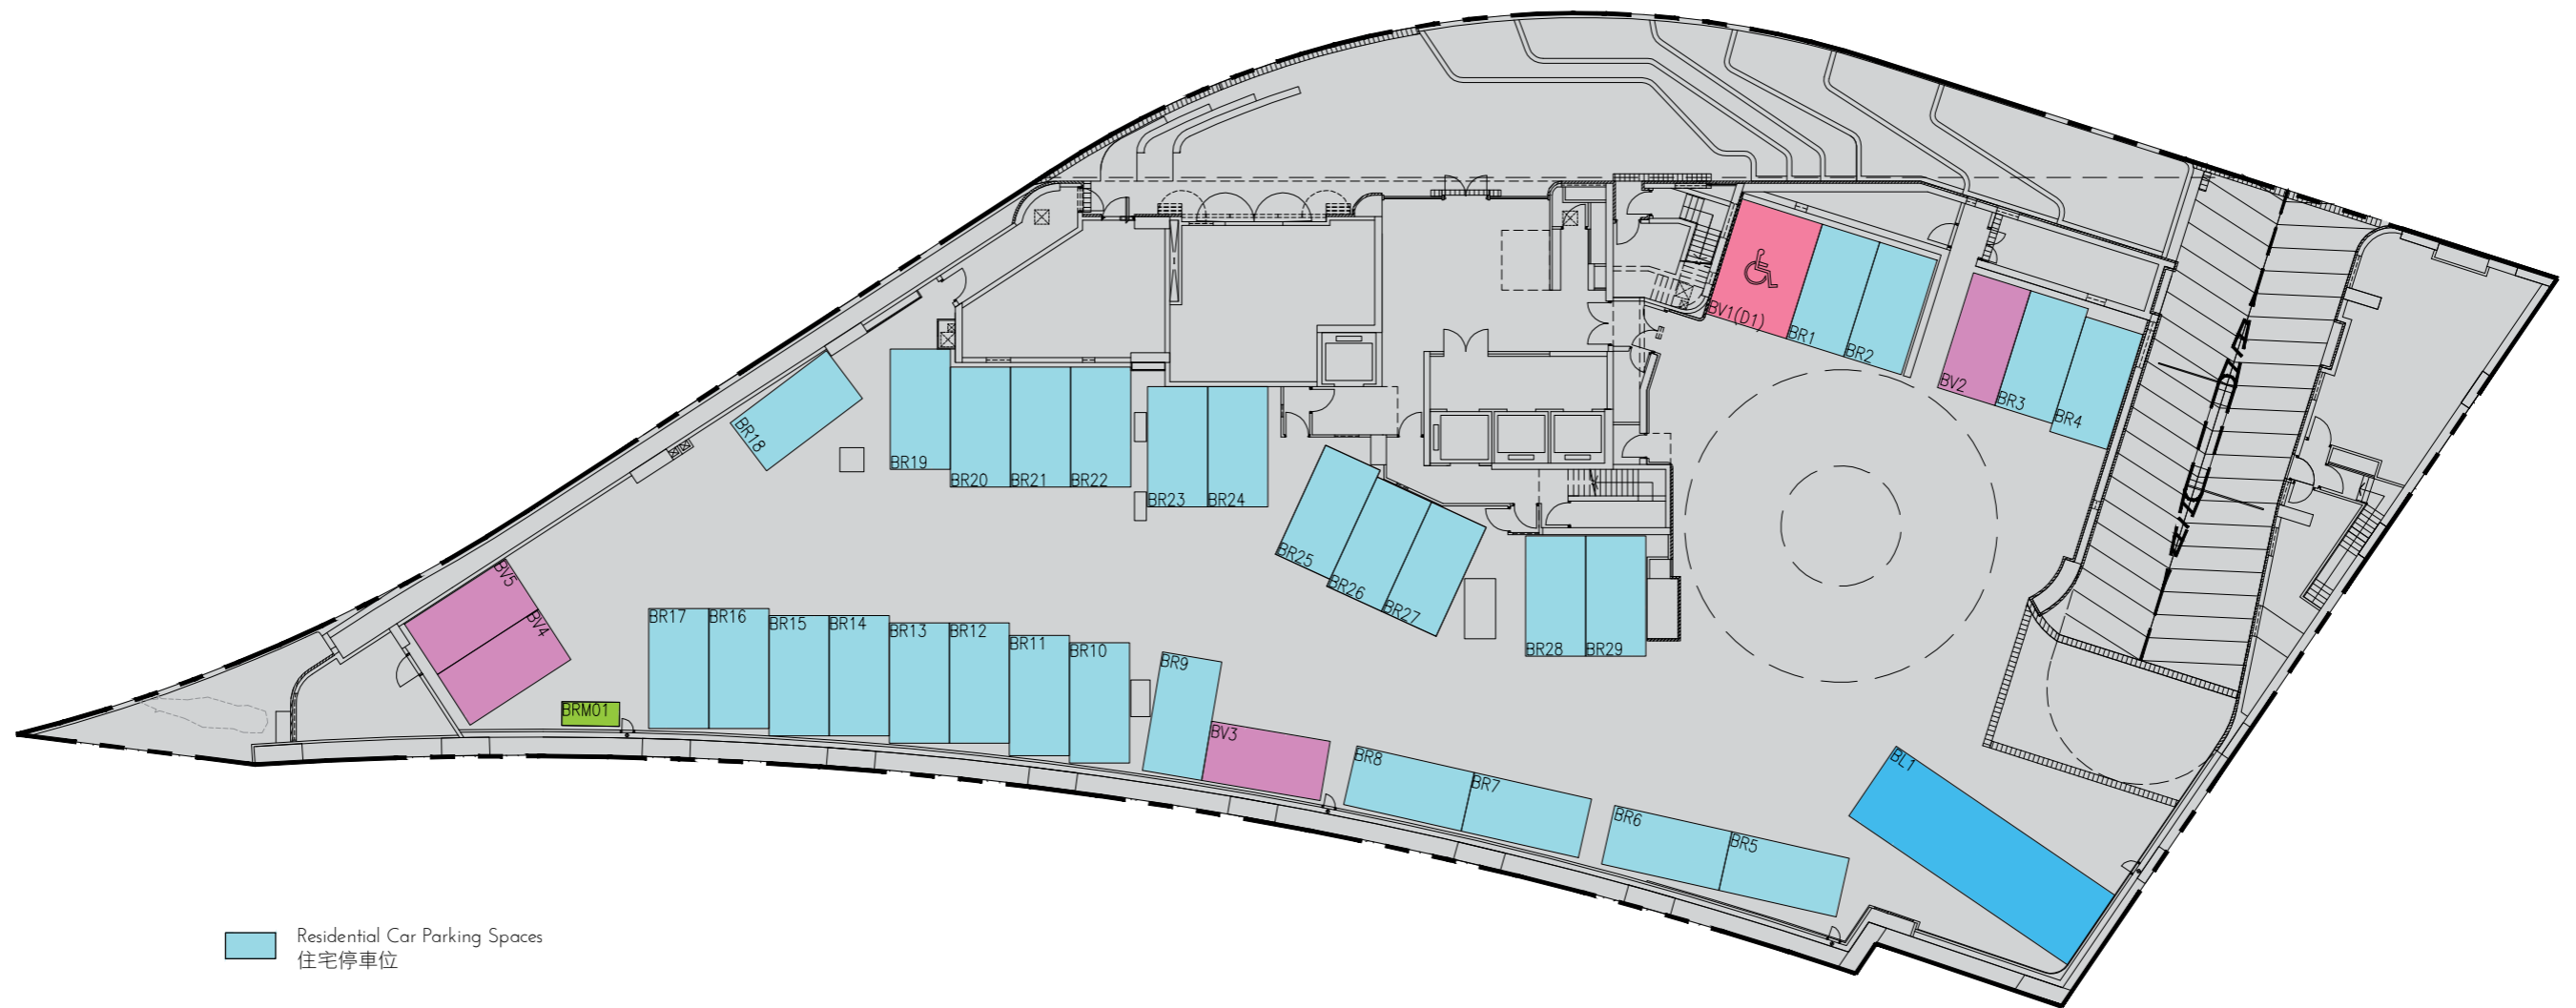 BV1(D1)
BR1
BR2
BV2
BR3
BR4
BR18
BR19
BR20
BR21
BR22
BR23
BR24
BR25
BR26
BR27
BR28
BR29
BV5
BV4
BRM01
BR17
BR16
BR15
BR14
BR13
BR12
BR11
BR10
BR9
BV3
BR8
BR7
BR6
BR5
BL1
Residential Car Parking Spaces
住宅停車位